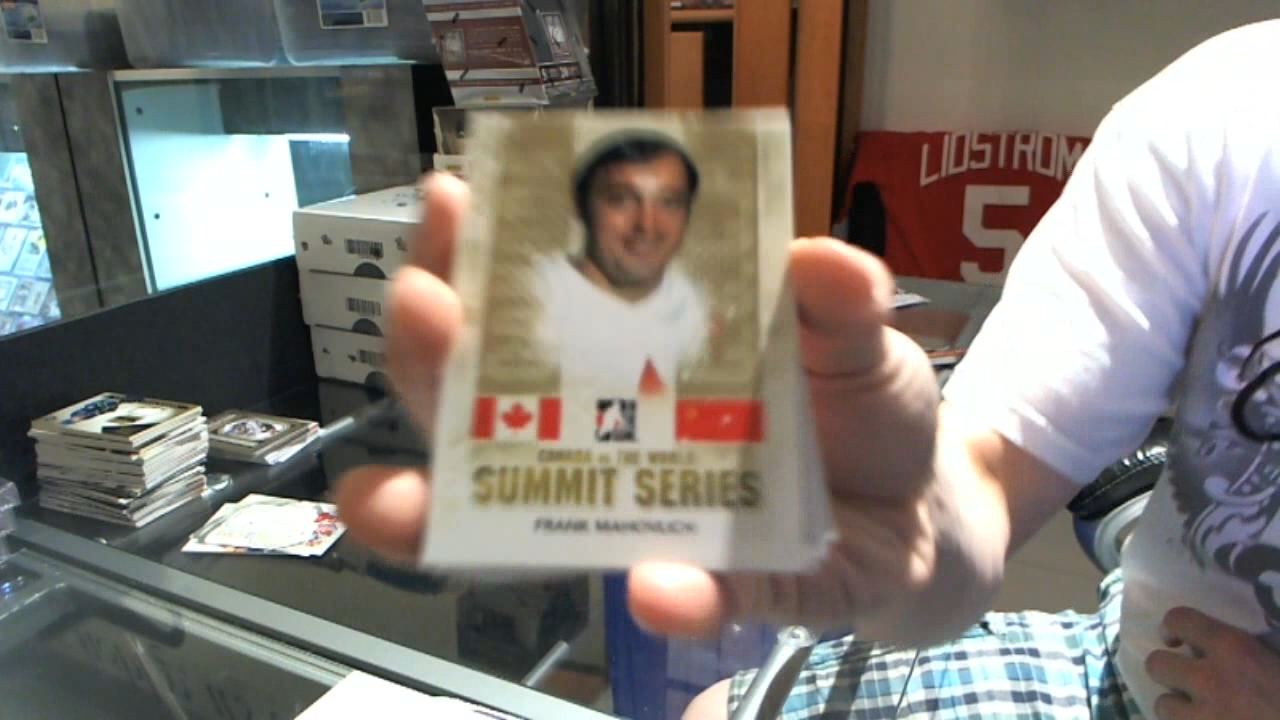 LIDSTROM
5
CANADA vs THE WORLD
SUMMIT SERIES
FRANK MAHOVLICH